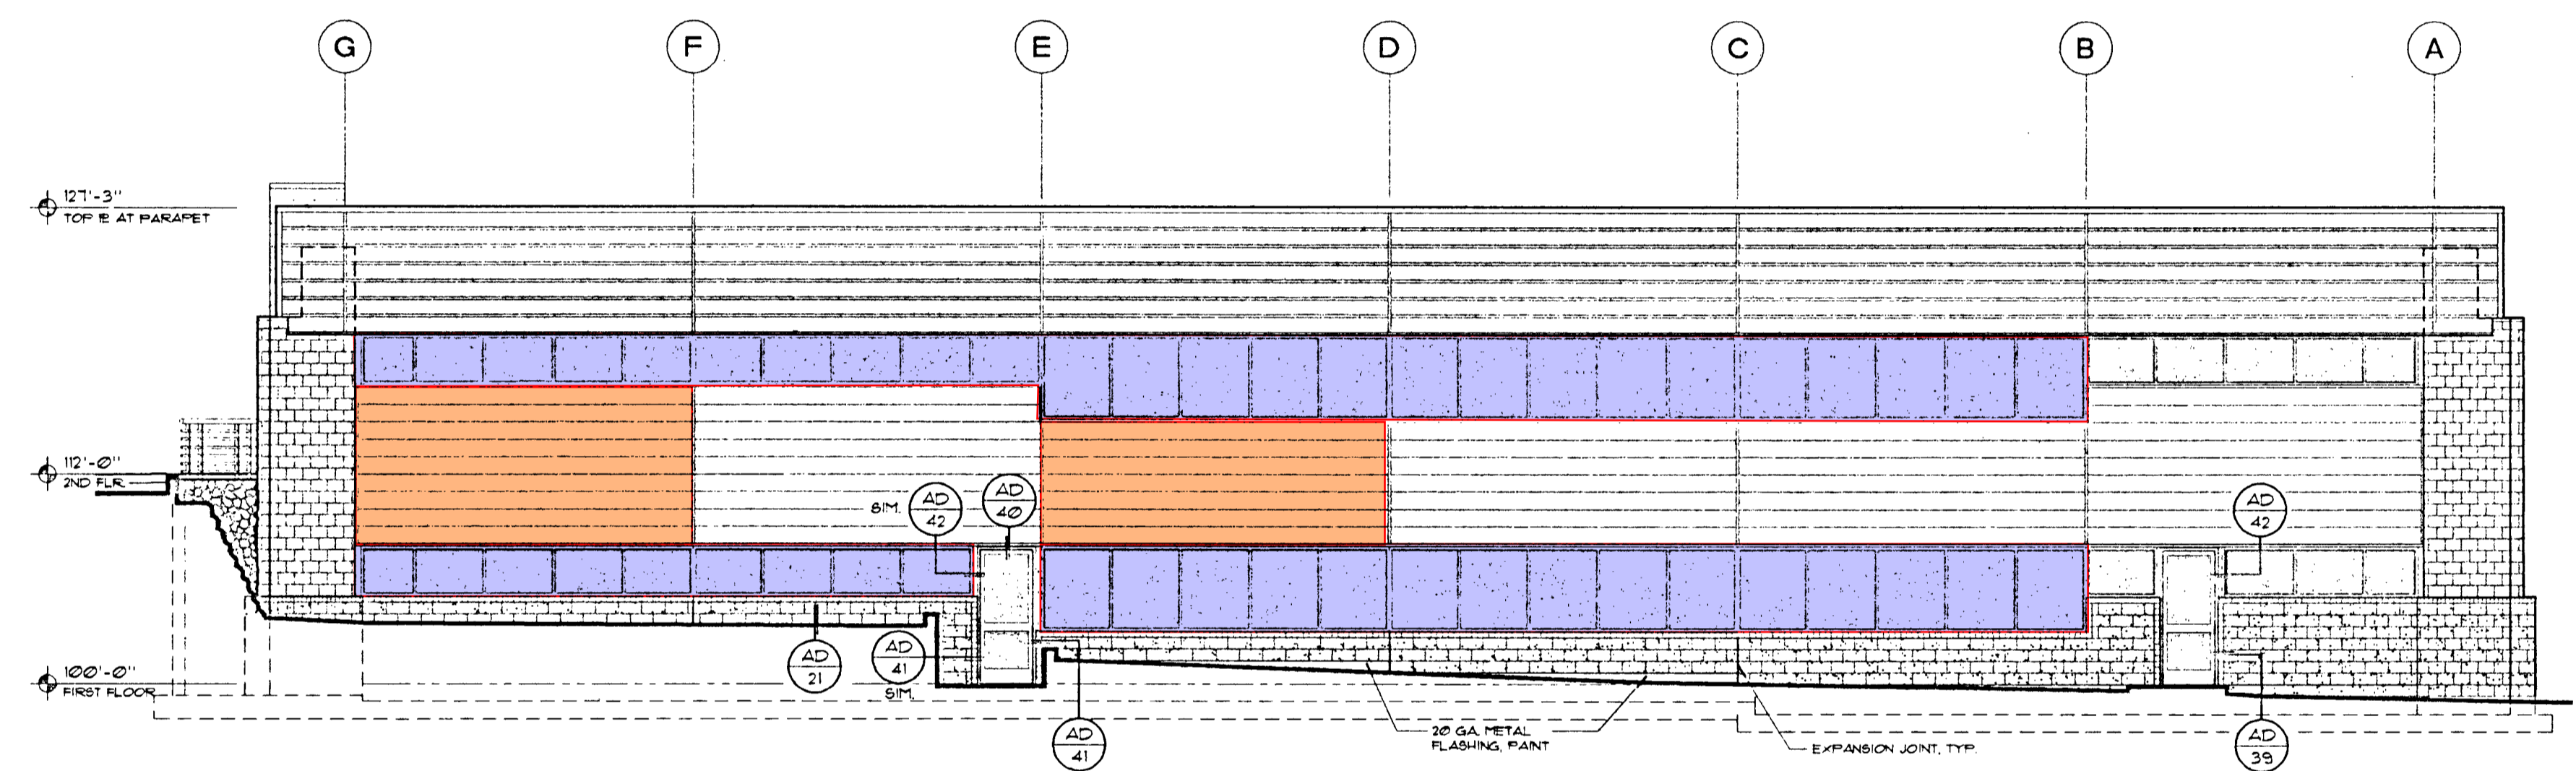 G F E D C B A
127'-3"
TOP PL AT PARAPET
112'-0"
2ND FLR.
SIM.
AD
42
AD
40
AD
42
100'-0"
FIRST FLOOR
AD
21
AD
41
SIM.
AD
41
20 GA. METAL
FLASHING, PAINT
EXPANSION JOINT, TYP.
AD
39